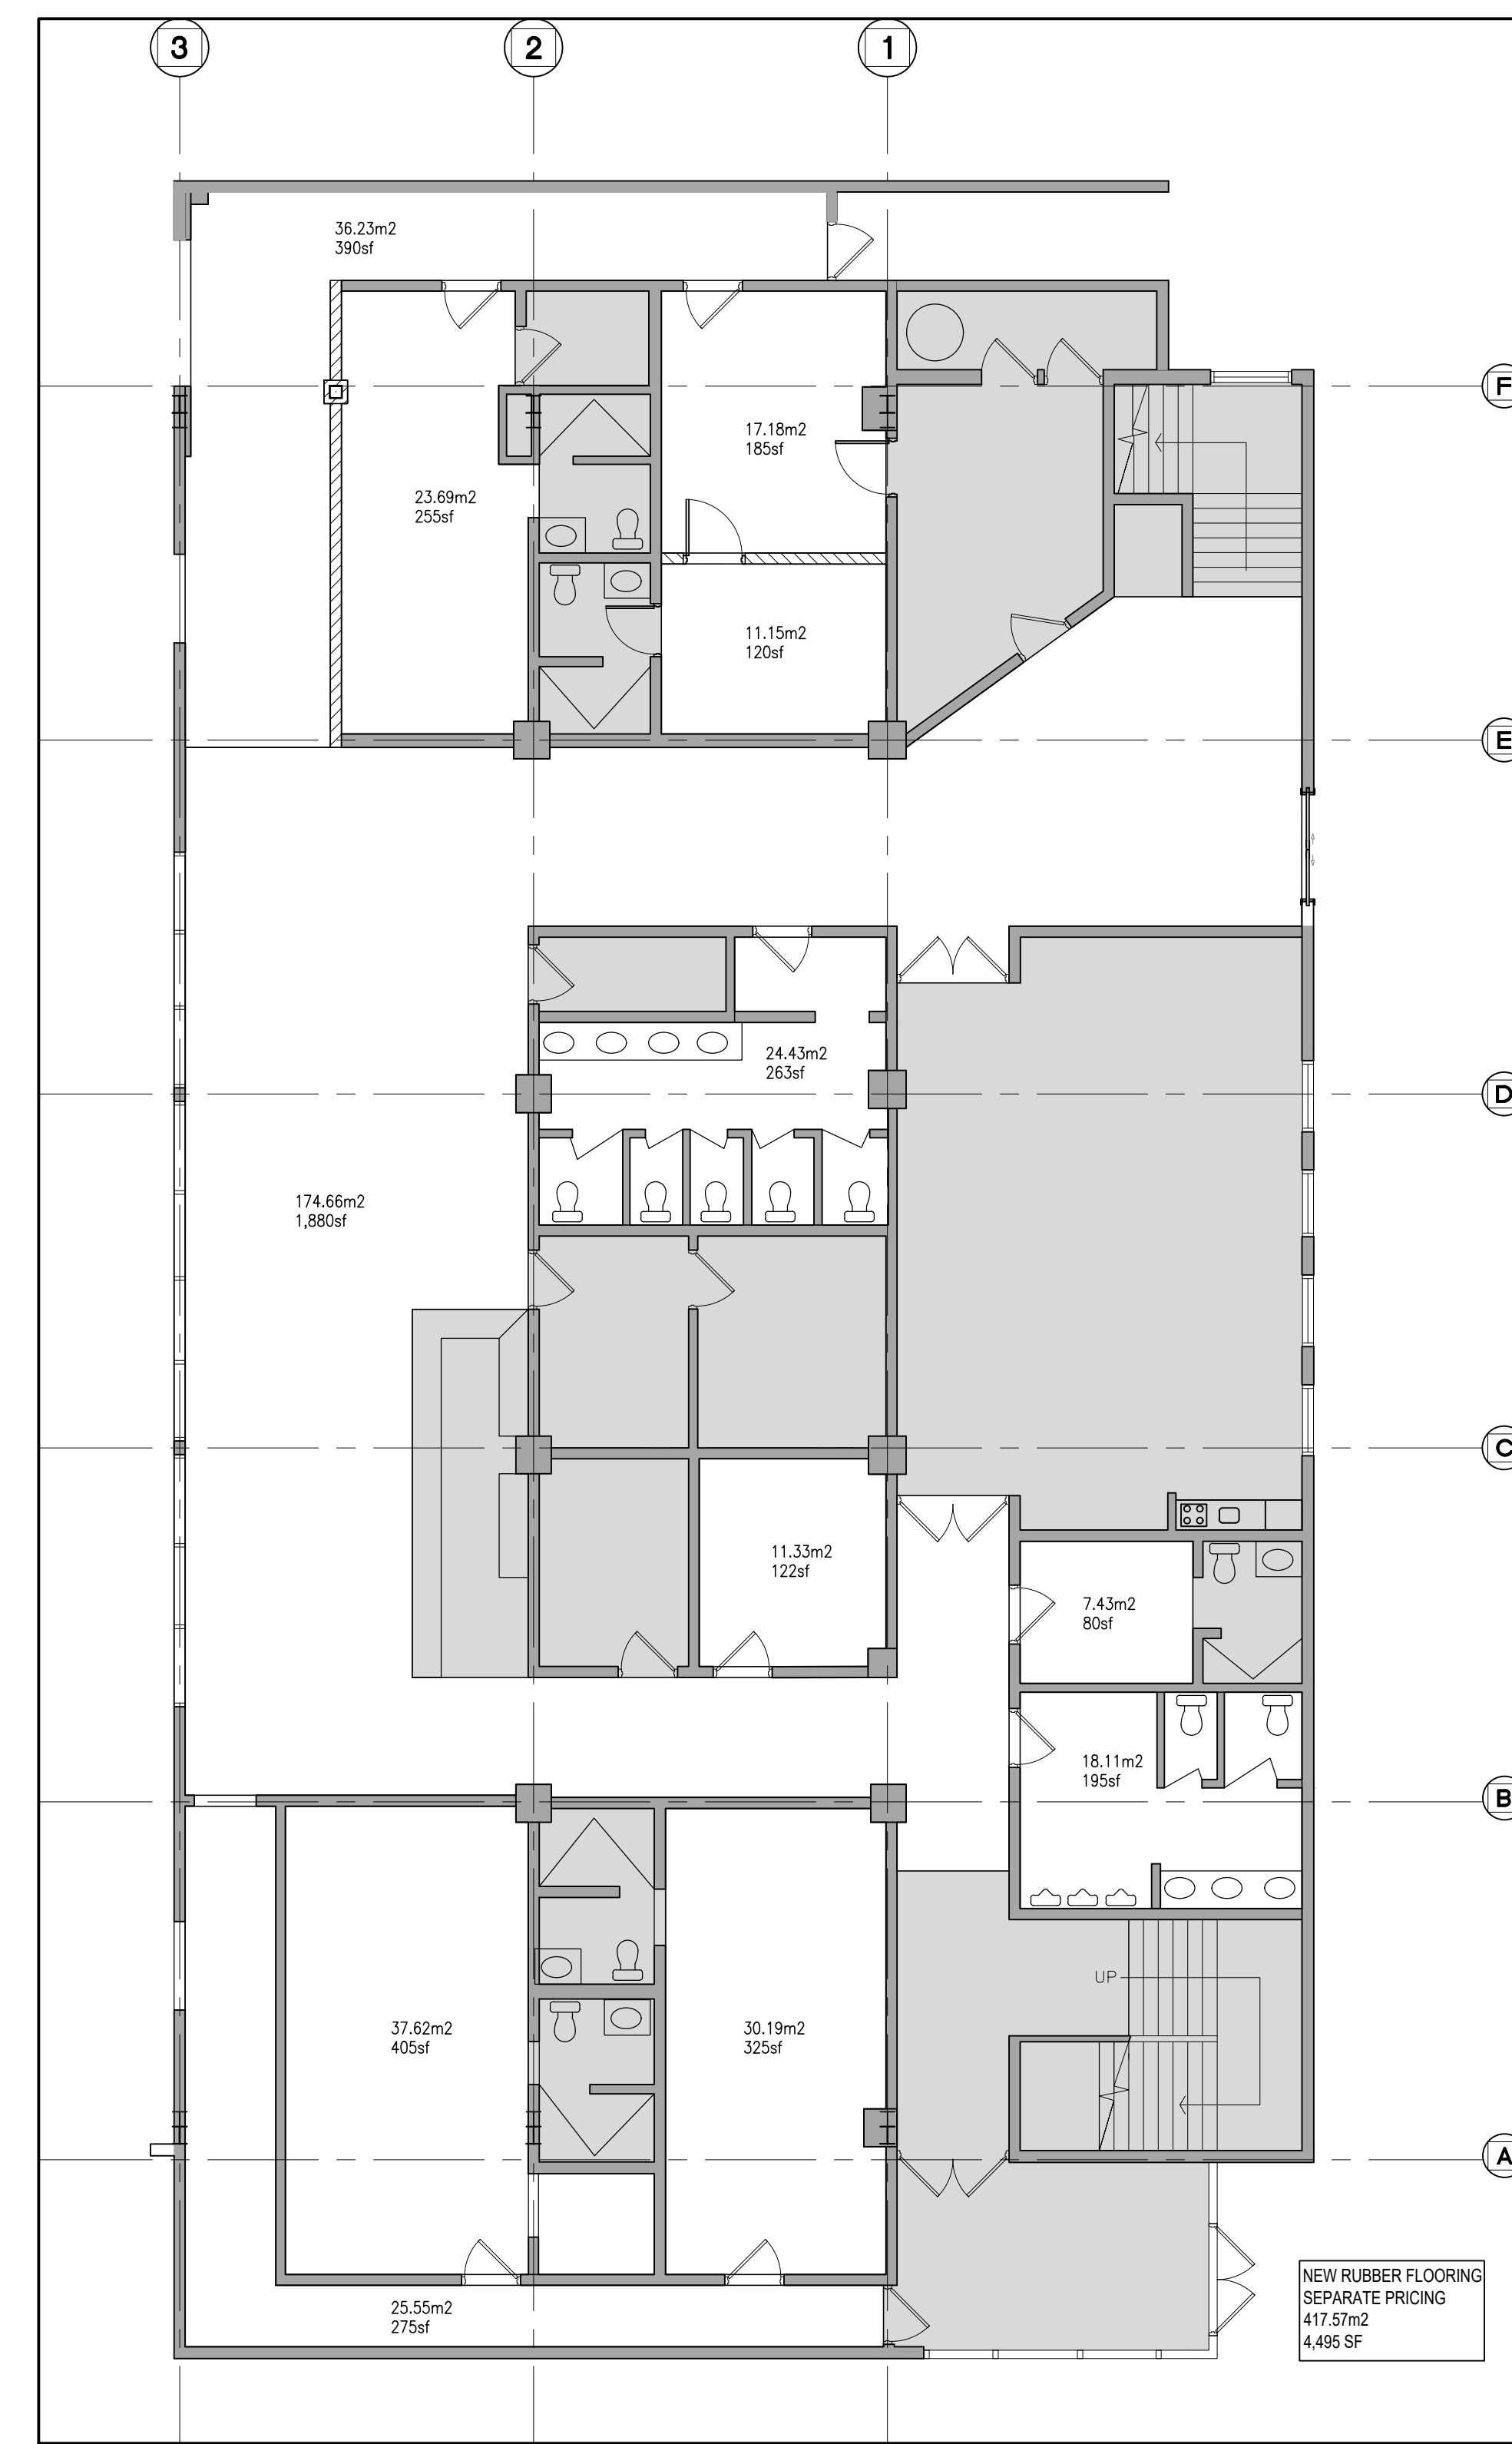 3
2
1
36.23m2
390sf
F
17.18m2
185sf
23.69m2
255sf
11.15m2
120sf
E
24.43m2
263sf
D
174.66m2
1,880sf
C
11.33m2
122sf
7.43m2
80sf
18.11m2
195sf
B
UP
37.62m2
405sf
30.19m2
325sf
A
NEW RUBBER FLOORING
SEPARATE PRICING
417.57m2
4,495 SF
25.55m2
275sf